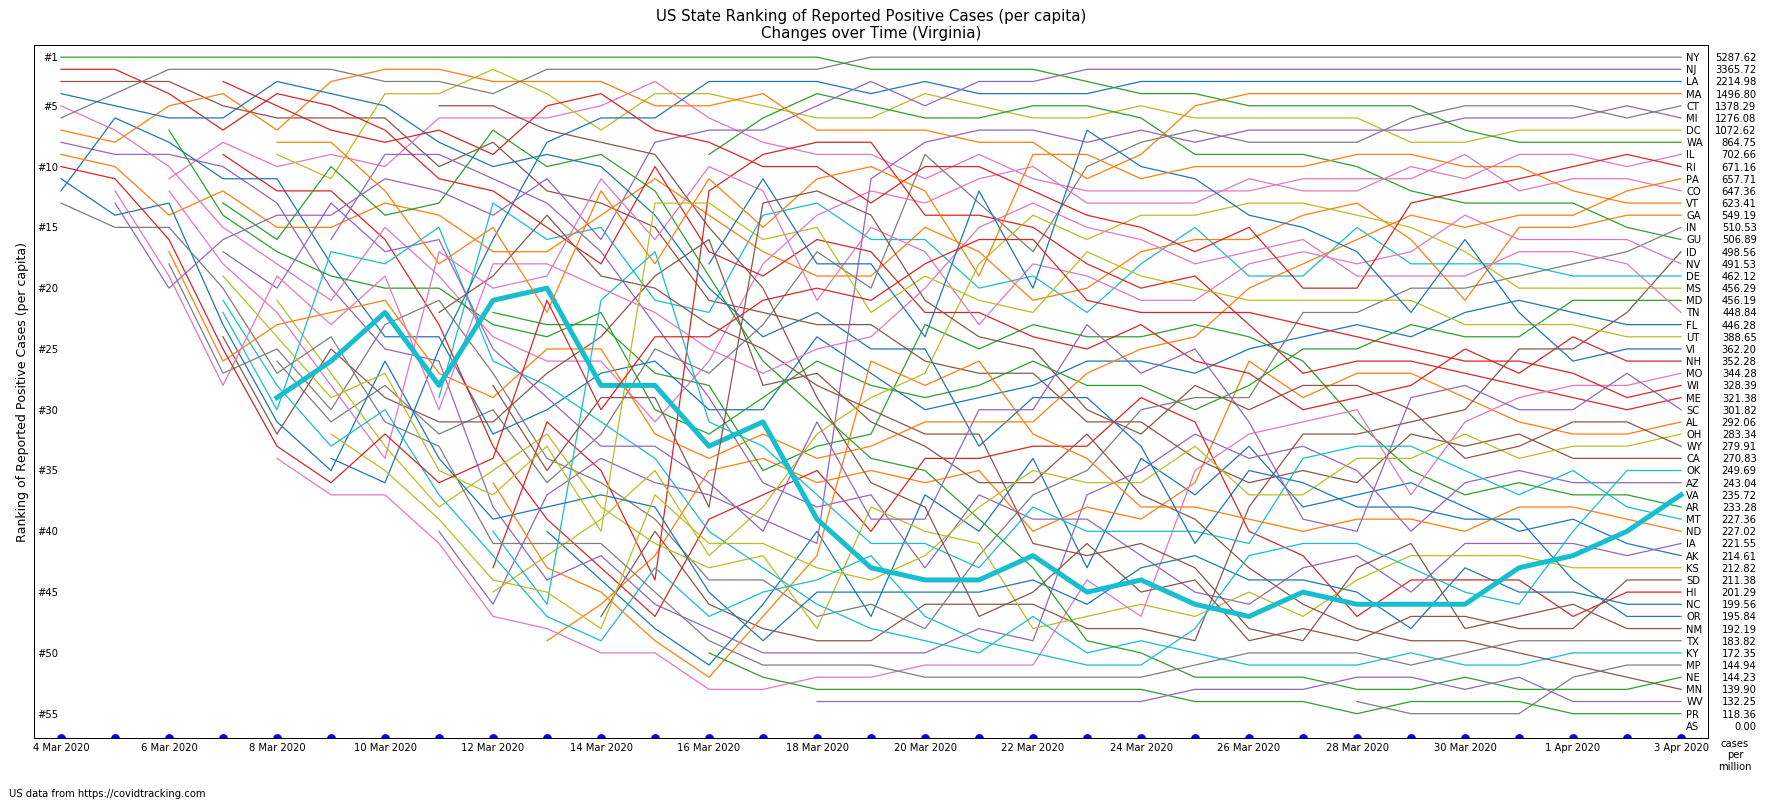 US State Ranking of Reported Positive Cases (per capita)
Changes over Time (Virginia)
Ranking of Reported Positive Cases (per capita)
#1
#5
#10
#15
#20
#25
#30
#35
#40
#45
#50
#55
NY 5287.62
NJ 3365.72
LA 2214.98
MA 1496.80
CT 1378.29
MI 1276.08
DC 1072.62
WA 864.75
IL 702.66
RI 671.16
PA 657.71
CO 647.36
VT 623.41
GA 549.19
IN 510.53
GU 506.89
ID 498.56
NV 491.53
DE 462.12
MS 456.29
MD 456.19
TN 448.84
FL 446.28
UT 388.65
VI 362.20
NH 352.28
MO 344.28
WI 328.39
ME 321.38
SC 301.82
AL 292.06
OH 283.34
WY 279.91
CA 270.83
OK 249.69
AZ 243.04
VA 235.72
AR 233.28
MT 227.36
ND 227.02
IA 221.55
AK 214.61
KS 212.82
SD 211.38
HI 201.29
NC 199.56
OR 195.84
NM 192.19
TX 183.82
KY 172.35
MP 144.94
NE 144.23
MN 139.90
WV 132.25
PR 118.36
AS 0.00
4 Mar 2020 6 Mar 2020 8 Mar 2020 10 Mar 2020 12 Mar 2020 14 Mar 2020 16 Mar 2020 18 Mar 2020 20 Mar 2020 22 Mar 2020 24 Mar 2020 26 Mar 2020 28 Mar 2020 30 Mar 2020 1 Apr 2020 3 Apr 2020
cases
per
million
US data from https://covidtracking.com